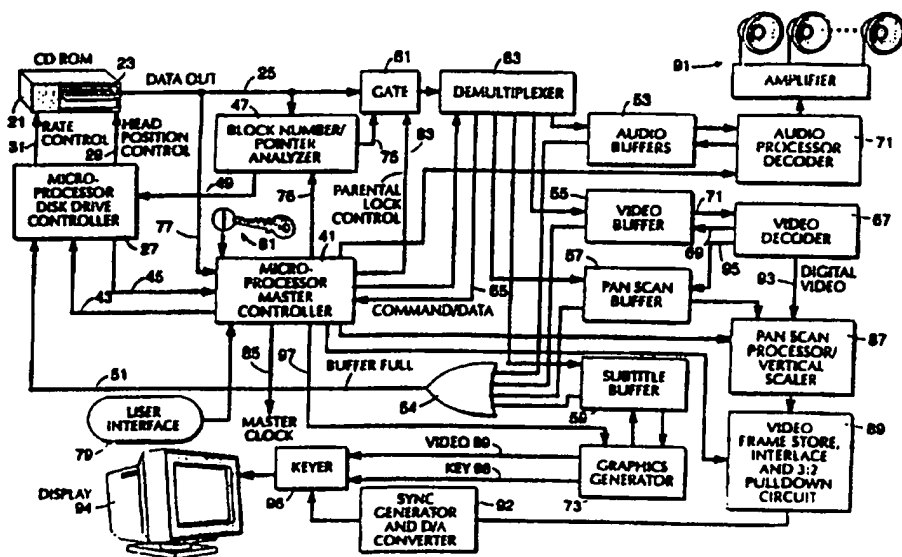 CD ROM
23
DATA OUT
25
61
GATE
63
DEMULTIPLEXER
91
AMPLIFIER
53
AUDIO
BUFFERS
AUDIO
PROCESSOR
DECODER
71
21
31
RATE
CONTROL
29
HEAD
POSITION
CONTROL
47
BLOCK NUMBER/
POINTER
ANALYZER
75
83
MICRO-
PROCESSOR
DISK DRIVE
CONTROLLER
27
49
76
PARENTAL
LOCK
CONTROL
77
81
41
MICRO-
PROCESSOR
MASTER
CONTROLLER
45
43
65
COMMAND/DATA
55
VIDEO
BUFFER
71
69
95
VIDEO
DECODER
67
93
DIGITAL
VIDEO
57
PAN SCAN
BUFFER
PAN SCAN
PROCESSOR/
VERTICAL
SCALER
87
85
97
BUFFER FULL
51
54
SUBTITLE
BUFFER
59
USER
INTERFACE
79
MASTER
CLOCK
VIDEO 89
KEY 98
KEYER
96
GRAPHICS
GENERATOR
73
VIDEO
FRAME STORE,
INTERLACE
AND 3:2
PULLDOWN
CIRCUIT
89
DISPLAY
94
SYNC
GENERATOR
AND D/A
CONVERTER
92